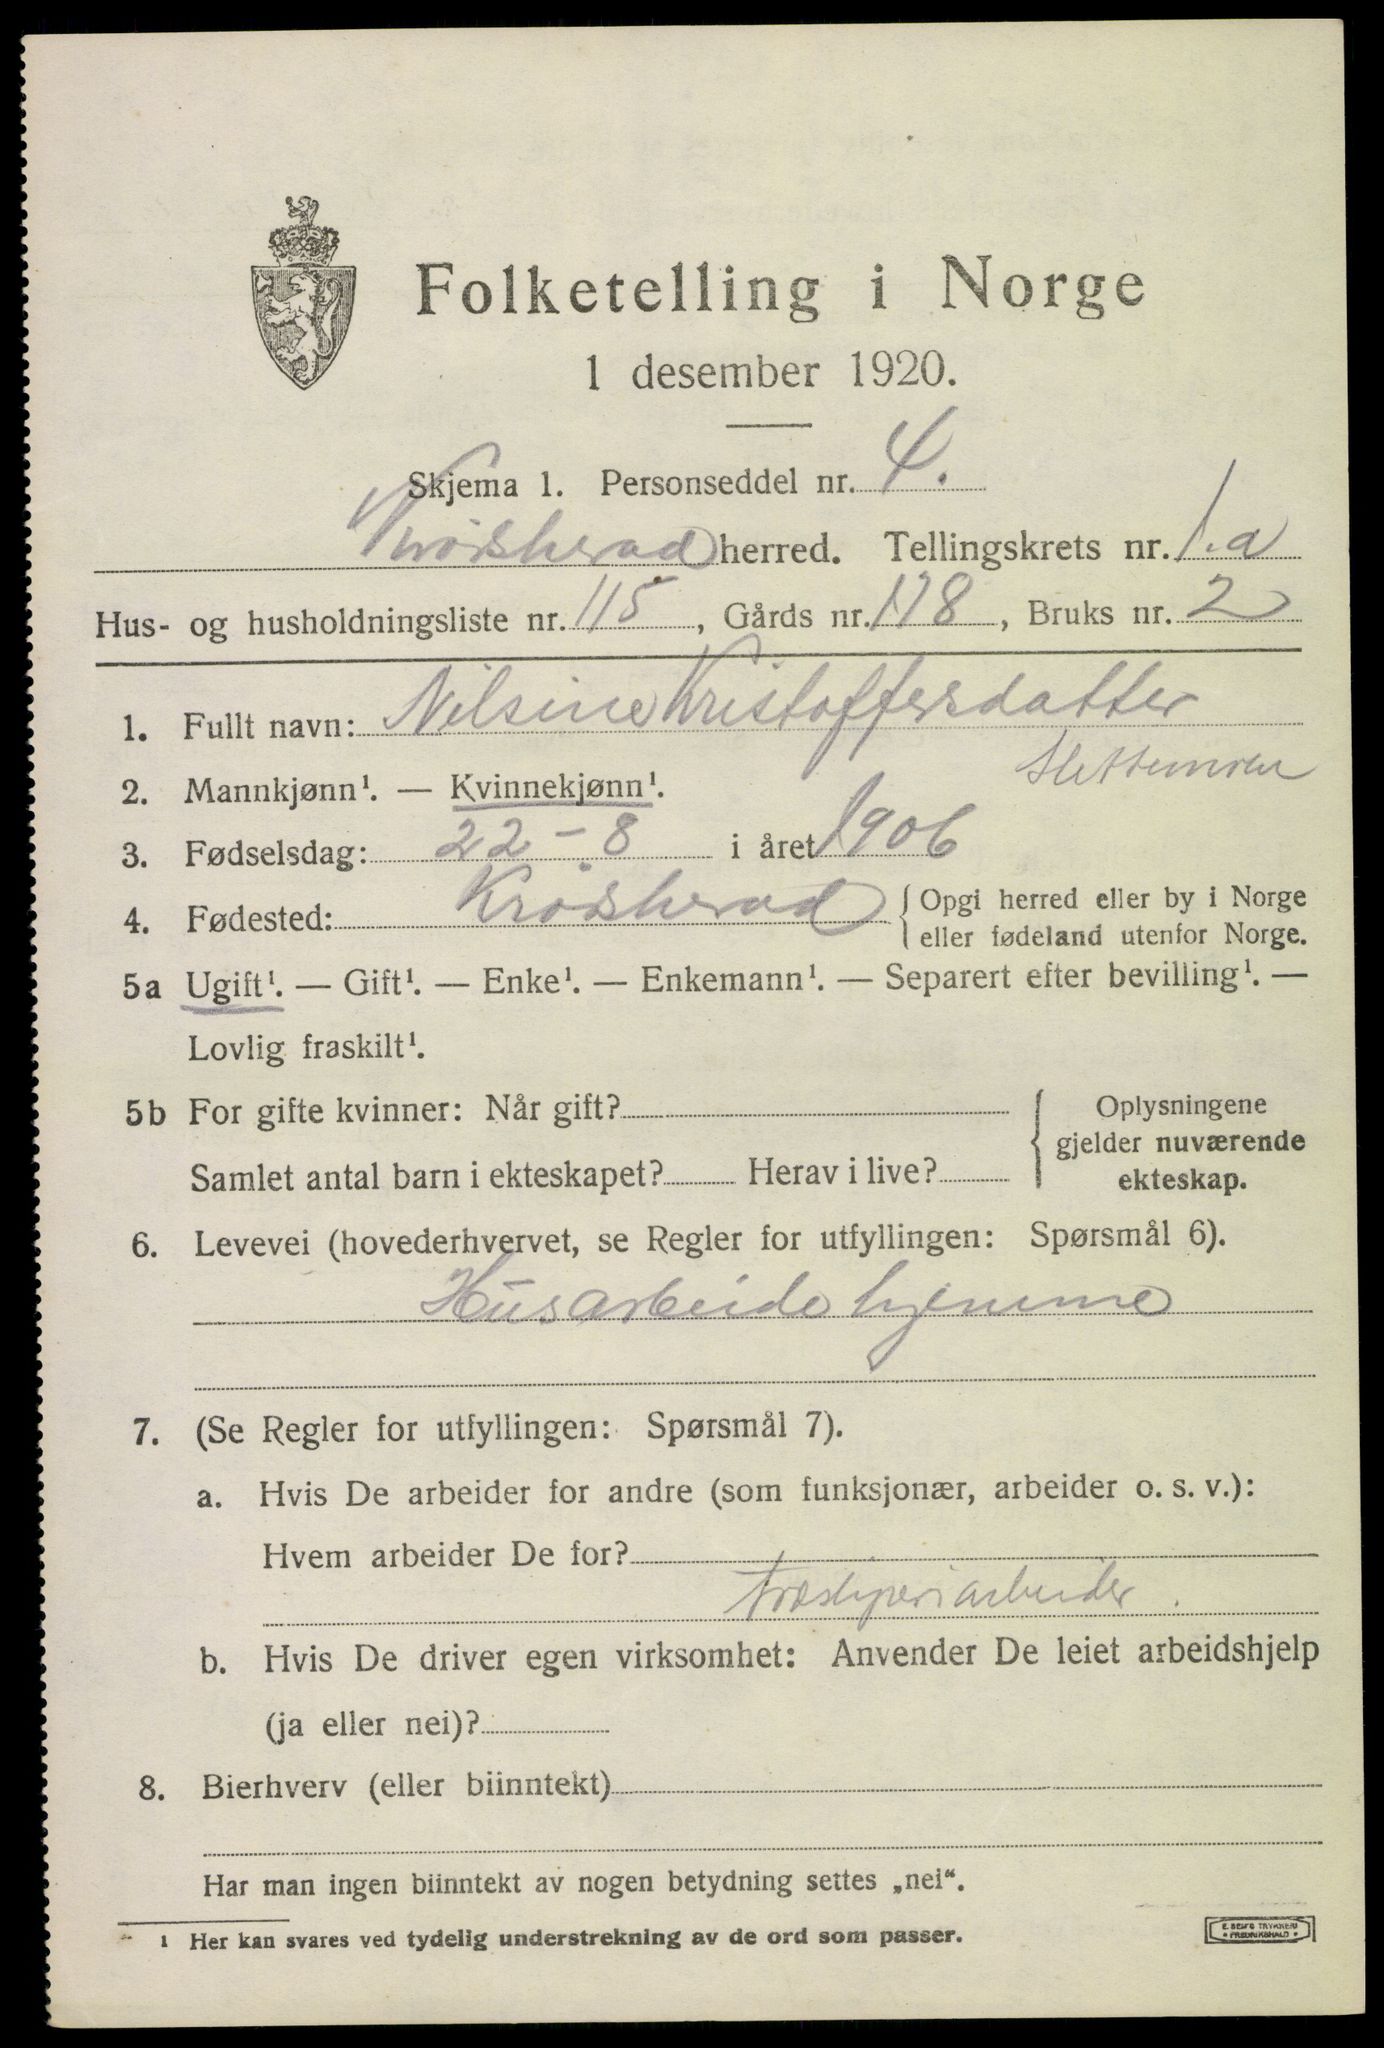 Folketelling i Norge
1 desember 1920.
Skjema 1. Personseddel nr. 4.
Krødsherad herred. Tellingskrets nr. 1.a
Hus- og husholdningsliste nr. 115, Gårds nr. 178, Bruks nr. 2
1. Fullt navn: Nilsine Kristoffersdatter
Slettemoen
2. Mannkjønn¹. — Kvinnekjønn¹.
3. Fødselsdag: 22 - 8 i året 1906
4. Fødested: Krødsherad { Opgi herred eller by i Norge
eller fødeland utenfor Norge.
5a Ugift¹. — Gift¹. — Enke¹. — Enkemann¹. — Separert efter bevilling¹. —
Lovlig fraskilt¹.
5b For gifte kvinner: Når gift? { Oplysningene
gjelder nuværende
Samlet antal barn i ekteskapet? Herav i live? ekteskap.
6. Levevei (hovederhvervet, se Regler for utfyllingen: Spørsmål 6).
Husarbeide hjemme
7. (Se Regler for utfyllingen: Spørsmål 7).
a. Hvis De arbeider for andre (som funksjonær, arbeider o. s. v.):
Hvem arbeider De for?
træsliperiarbeider.
b. Hvis De driver egen virksomhet: Anvender De leiet arbeidshjelp
(ja eller nei)?
8. Bierhverv (eller biinntekt)
Har man ingen biinntekt av nogen betydning settes „nei“.
¹ Her kan svares ved tydelig understrekning av de ord som passer.
E. SEM'S TRYKKERI
* FREDRIKSHALD *